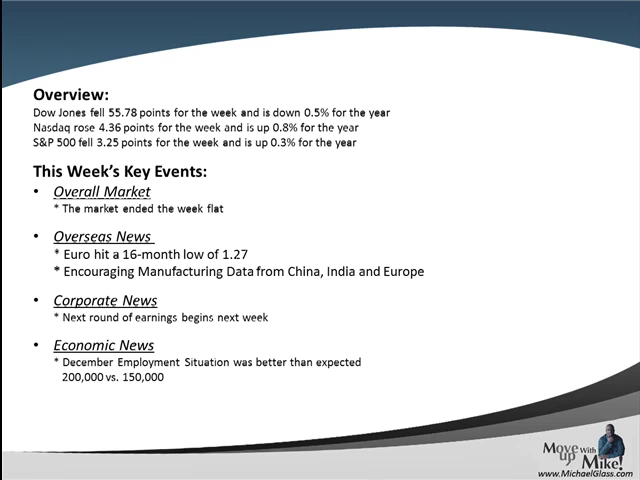 Overview:
Dow Jones fell 55.78 points for the week and is down 0.5% for the year
Nasdaq rose 4.36 points for the week and is up 0.8% for the year
S&P 500 fell 3.25 points for the week and is up 0.3% for the year
This Week's Key Events:
• Overall Market
* The market ended the week flat
• Overseas News
* Euro hit a 16-month low of 1.27
* Encouraging Manufacturing Data from China, India and Europe
• Corporate News
* Next round of earnings begins next week
• Economic News
* December Employment Situation was better than expected
200,000 vs. 150,000
Move up With Mike!
www.MichaelGlass.com